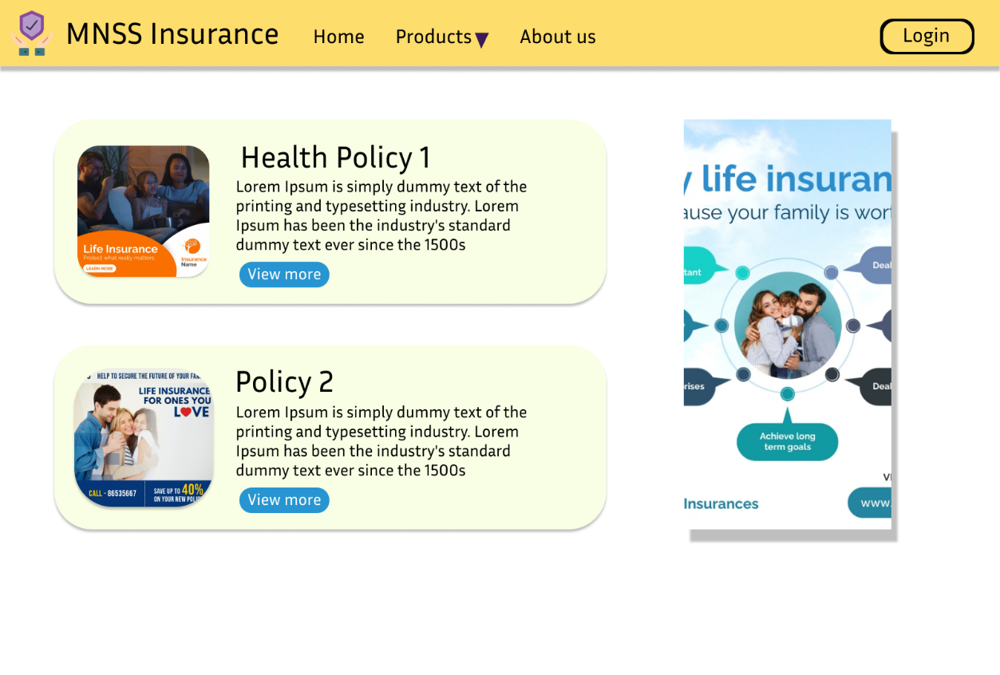 MNSS Insurance
Home
Products
About us
Login
Health Policy 1
Lorem Ipsum is simply dummy text of the
printing and typesetting industry. Lorem
Ipsum has been the industry's standard
dummy text ever since the 1500s
View more
Life Insurance
Protect what really matters
LEARN MORE
Insurance
Name
Policy 2
Lorem Ipsum is simply dummy text of the
printing and typesetting industry. Lorem
Ipsum has been the industry's standard
dummy text ever since the 1500s
View more
HELP TO SECURE THE FUTURE OF YOUR
LIFE INSURANCE
FOR ONES YOU
LOVE
CALL - 86535667
SAVE UP TO 40%
ON YOUR NEW
y life insuran
ause your family is wor
tant
Deal
rises
Deal
Achieve long
term goals
Insurances
www.